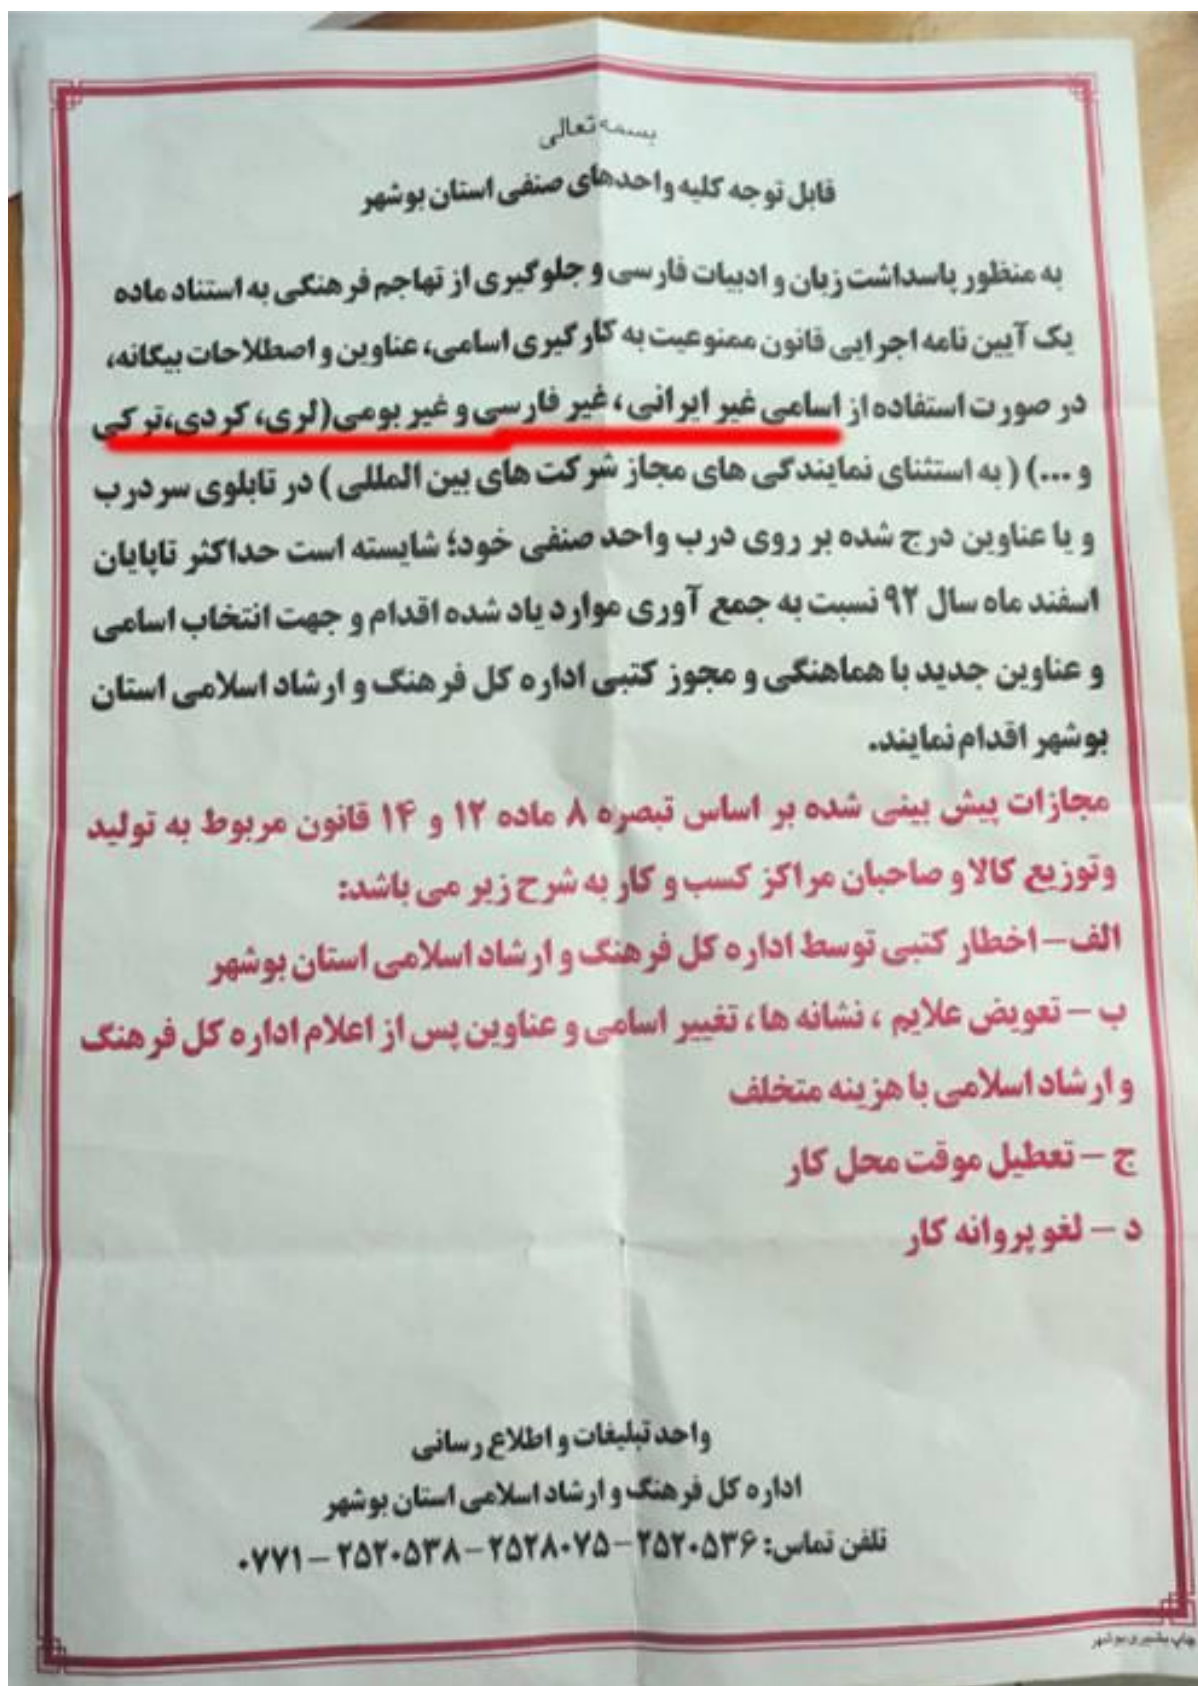 بسمه تعالی
قابل توجه کلیه واحدهای صنفی استان بوشهر
به منظور پاسداشت زبان و ادبیات فارسی و جلوگیری از تهاجم فرهنگی به استناد ماده
یک آیین نامه اجرایی قانون ممنوعیت به کارگیری اسامی، عناوین و اصطلاحات بیگانه،
در صورت استفاده از اسامی غیر ایرانی، غیر فارسی و غیر بومی(لری، کردی،ترکی
و ...) ( به استثنای نمایندگی های مجاز شرکت های بین المللی ) در تابلوی سردرب
و یا عناوین درج شده بر روی درب واحد صنفی خود؛ شایسته است حداکثر تاپایان
اسفند ماه سال ۹۲ نسبت به جمع آوری موارد یاد شده اقدام و جهت انتخاب اسامی
و عناوین جدید با هماهنگی و مجوز کتبی اداره کل فرهنگ و ارشاد اسلامی استان
بوشهر اقدام نمایند.
مجازات پیش بینی شده بر اساس تبصره ۸ ماده ۱۲ و ۱۴ قانون مربوط به تولید
وتوزیع کالا و صاحبان مراکز کسب و کار به شرح زیر می باشد:
الف– اخطار کتبی توسط اداره کل فرهنگ و ارشاد اسلامی استان بوشهر
ب – تعویض علایم ، نشانه ها ، تغییر اسامی و عناوین پس از اعلام اداره کل فرهنگ
و ارشاد اسلامی با هزینه متخلف
ج – تعطیل موقت محل کار
د – لغو پروانه کار
واحد تبلیغات و اطلاع رسانی
اداره کل فرهنگ و ارشاد اسلامی استان بوشهر
تلفن تماس: ۲۵۲۰۵۳۶–۲۵۲۸۰۷۵–۲۵۲۰۵۳۸–۰۷۷۱
چاپ بشیری بوشهر